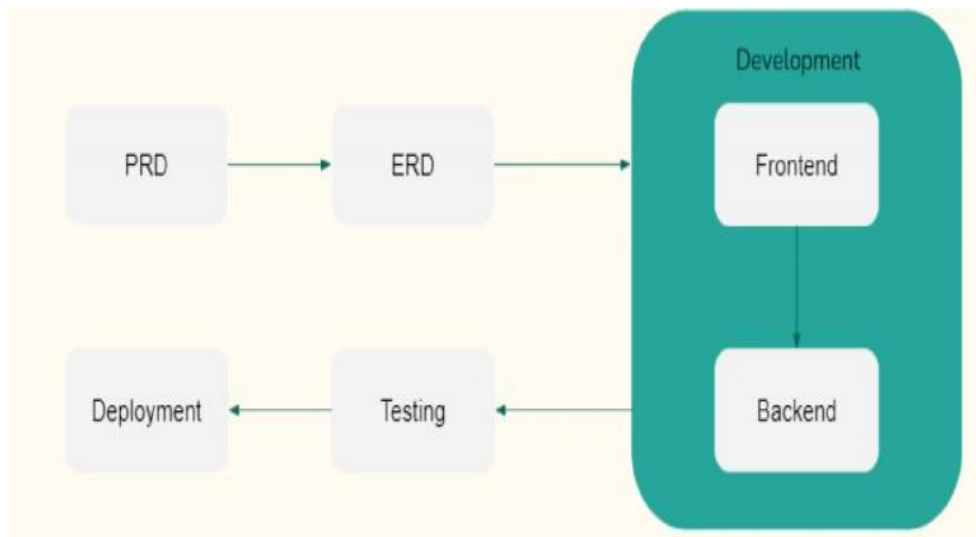 Development
PRD
ERD
Frontend
Deployment
Testing
Backend